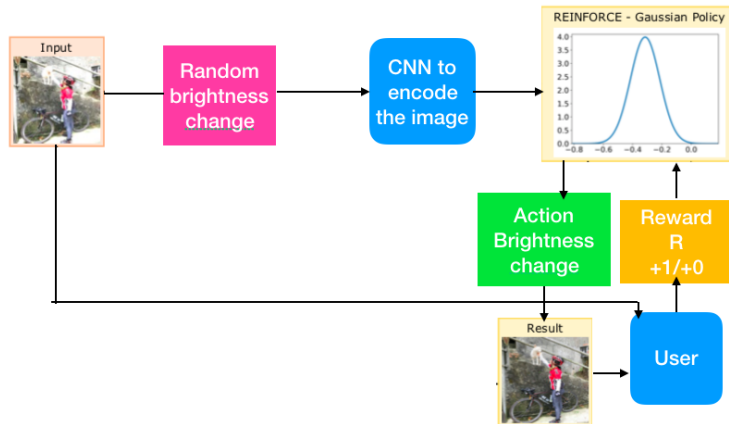 Input
Random
brightness
change
CNN to
encode
the image
REINFORCE - Gaussian Policy
4.0
3.5
3.0
2.5
2.0
1.5
1.0
0.5
0.0
−0.8 −0.6 −0.4 −0.2 0.0
Action
Brightness
change
Reward
R
+1/+0
Result
User